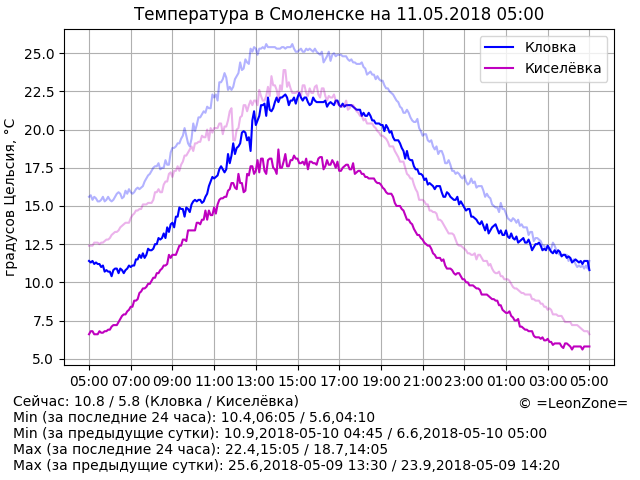 Температура в Смоленске на 11.05.2018 05:00
градусов Цельсия, °C
25.0
22.5
20.0
17.5
15.0
12.5
10.0
7.5
5.0
Кловка
Киселёвка
05:00 07:00 09:00 11:00 13:00 15:00 17:00 19:00 21:00 23:00 01:00 03:00 05:00
Сейчас: 10.8 / 5.8 (Кловка / Киселёвка)
© =LeonZone=
Min (за последние 24 часа): 10.4,06:05 / 5.6,04:10
Min (за предыдущие сутки): 10.9,2018-05-10 04:45 / 6.6,2018-05-10 05:00
Max (за последние 24 часа): 22.4,15:05 / 18.7,14:05
Max (за предыдущие сутки): 25.6,2018-05-09 13:30 / 23.9,2018-05-09 14:20